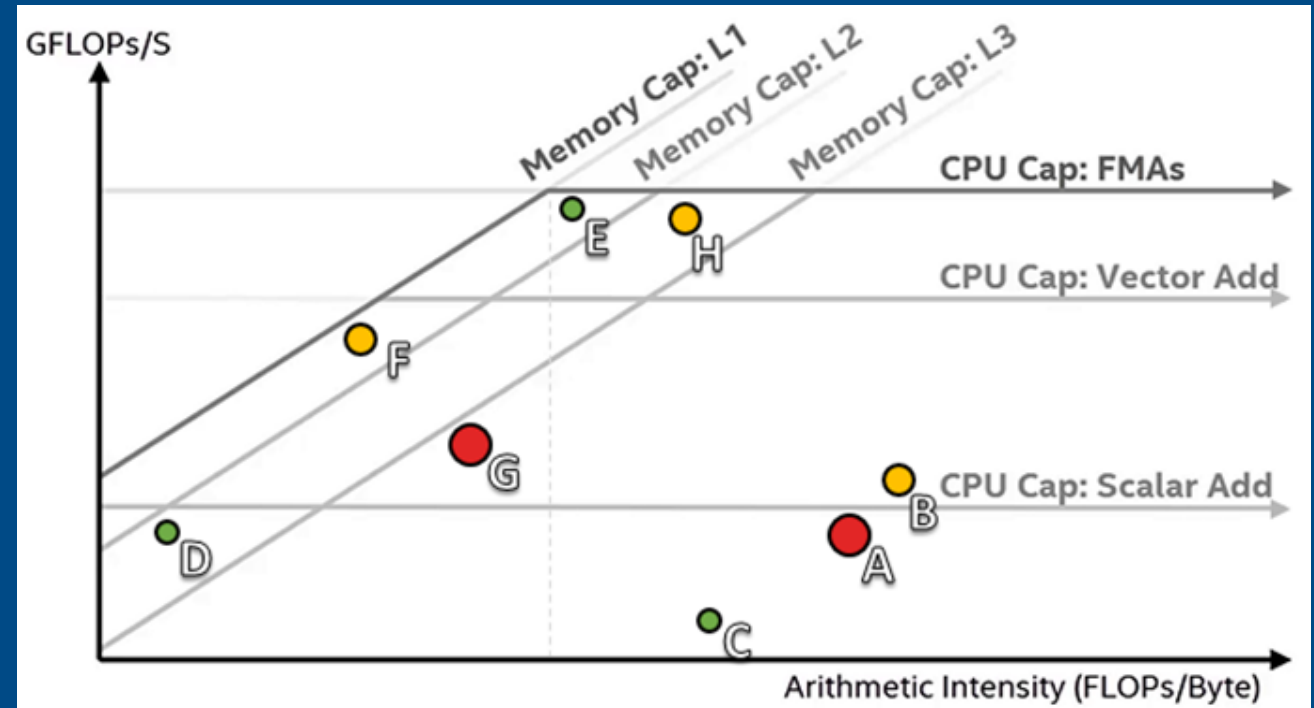 GFLOPs/S
Memory Cap: L1
Memory Cap: L2
Memory Cap: L3
CPU Cap: FMAs
E
H
CPU Cap: Vector Add
F
G
CPU Cap: Scalar Add
B
D
A
C
Arithmetic Intensity (FLOPs/Byte)